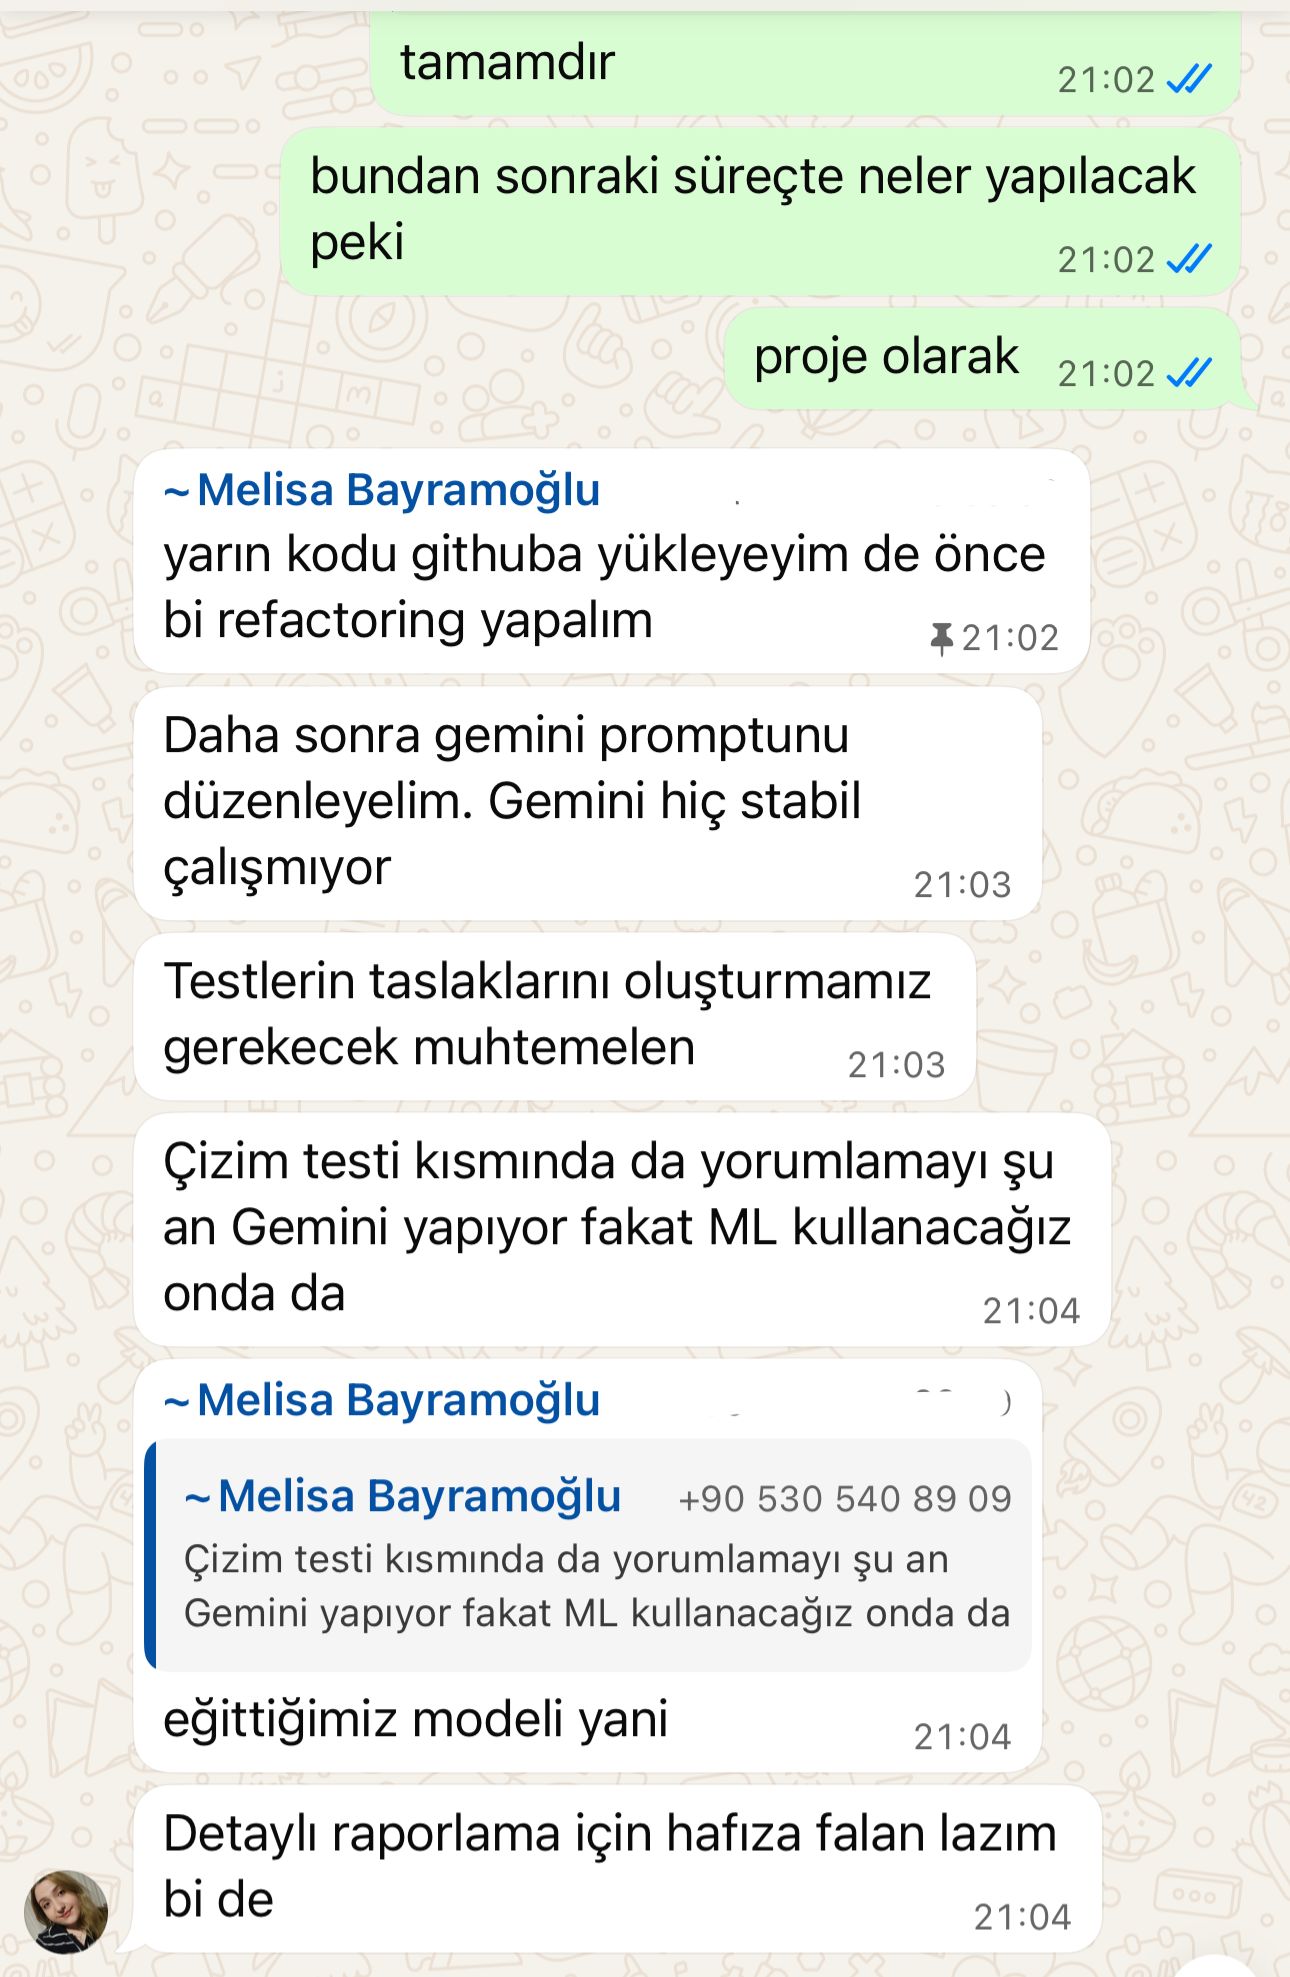 tamamdır
21:02
bundan sonraki süreçte neler yapılacak
peki
21:02
proje olarak 21:02
~ Melisa Bayramoğlu
yarın kodu githuba yükleyeyim de önce
bi refactoring yapalım
21:02
Daha sonra gemini promptunu
düzenleyelim. Gemini hiç stabil
çalışmıyor
21:03
Testlerin taslaklarını oluşturmamız
gerekecek muhtemelen
21:03
Çizim testi kısmında da yorumlamayı şu
an Gemini yapıyor fakat ML kullanacağız
onda da
21:04
~ Melisa Bayramoğlu
~ Melisa Bayramoğlu +90 530 540 89 09
Çizim testi kısmında da yorumlamayı şu an
Gemini yapıyor fakat ML kullanacağız onda da
eğittiğimiz modeli yani
21:04
Detaylı raporlama için hafıza falan lazım
bi de
21:04